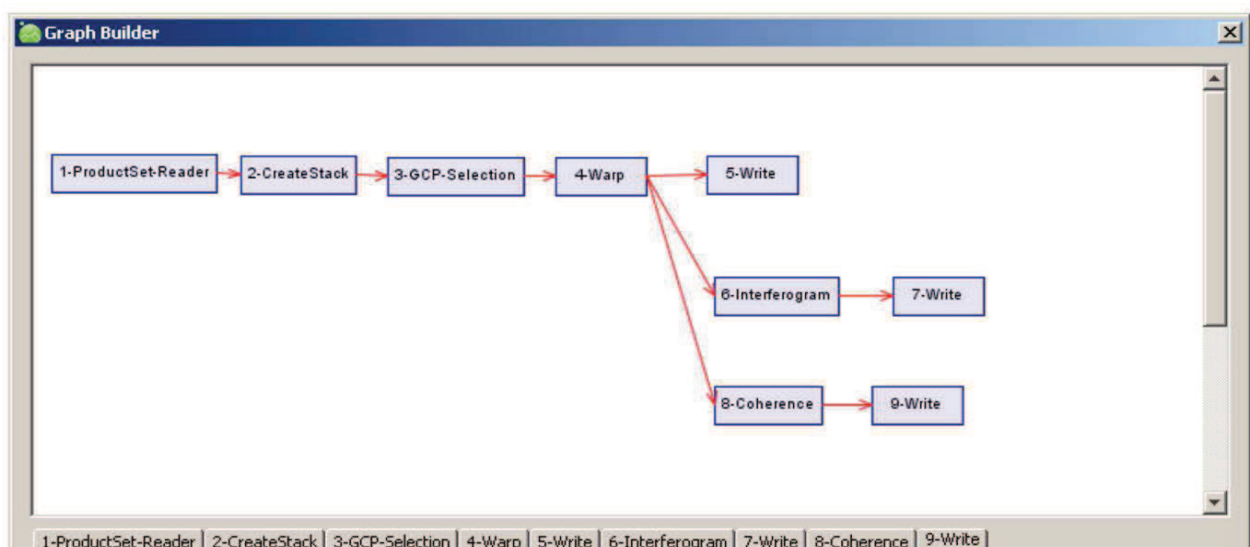 Graph Builder
1-ProductSet-Reader 2-CreateStack 3-GCP-Selection 4-Warp 5-Write
6-Interferogram 7-Write
8-Coherence 9-Write
1-ProductSet-Reader 2-CreateStack 3-GCP-Selection 4-Warp 5-Write 6-Interferogram 7-Write 8-Coherence 9-Write